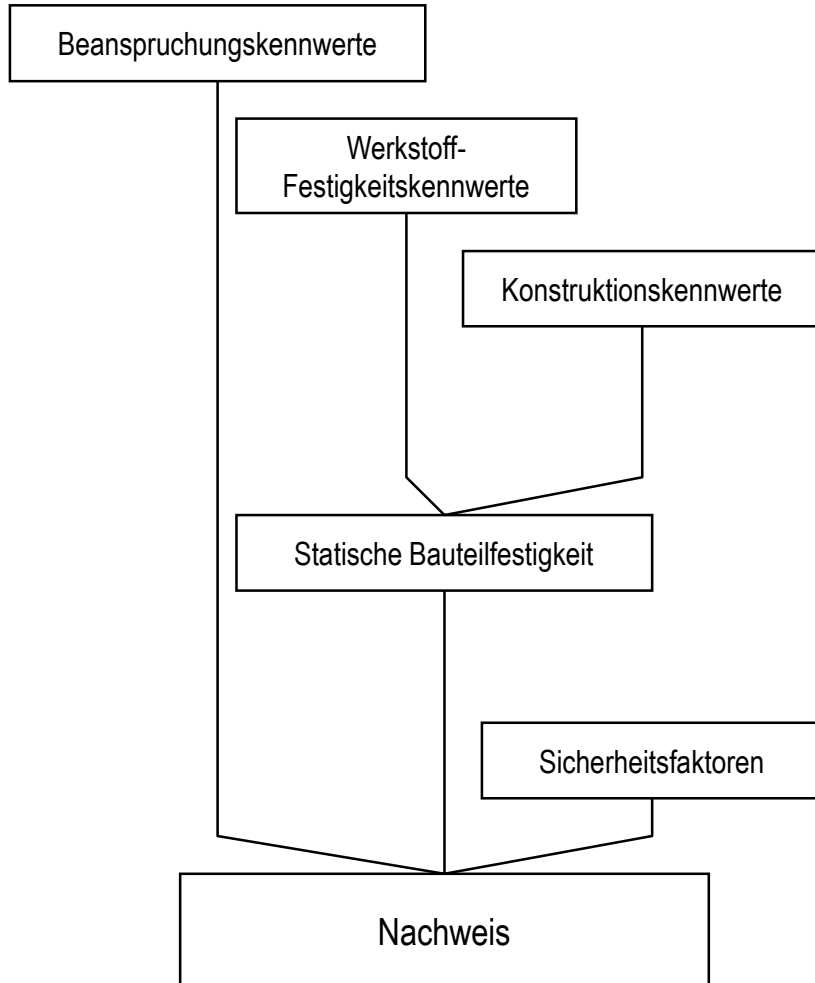 Beanspruchungskennwerte
Werkstoff-
Festigkeitskennwerte
Konstruktionskennwerte
Statische Bauteilfestigkeit
Sicherheitsfaktoren
Nachweis